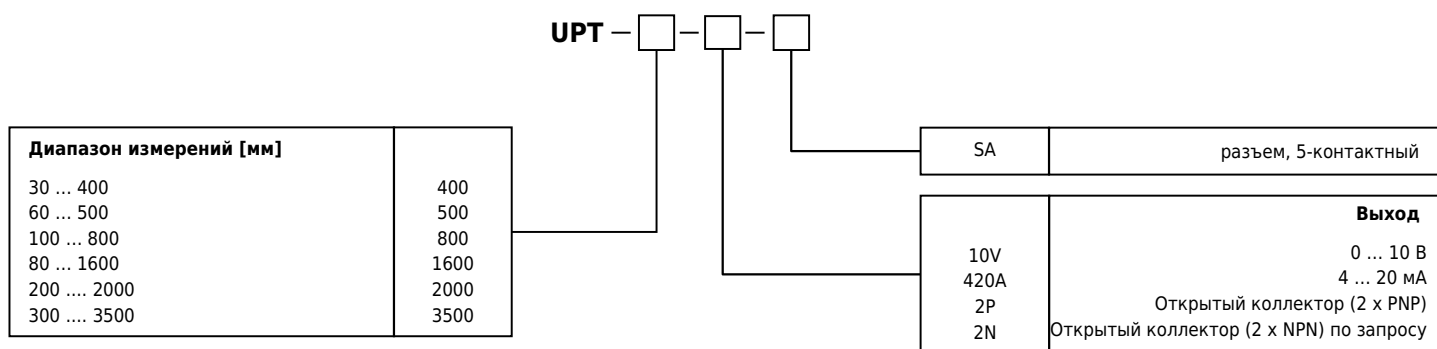 UPT — □ — □ — □
Диапазон измерений [мм]
30 ... 400 400
60 ... 500 500
100 ... 800 800
80 ... 1600 1600
200 .... 2000 2000
300 .... 3500 3500
SA разъем, 5-контактный
Выход
10V 0 ... 10 В
420A 4 ... 20 мА
2P Открытый коллектор (2 x PNP)
2N Открытый коллектор (2 x NPN) по запросу